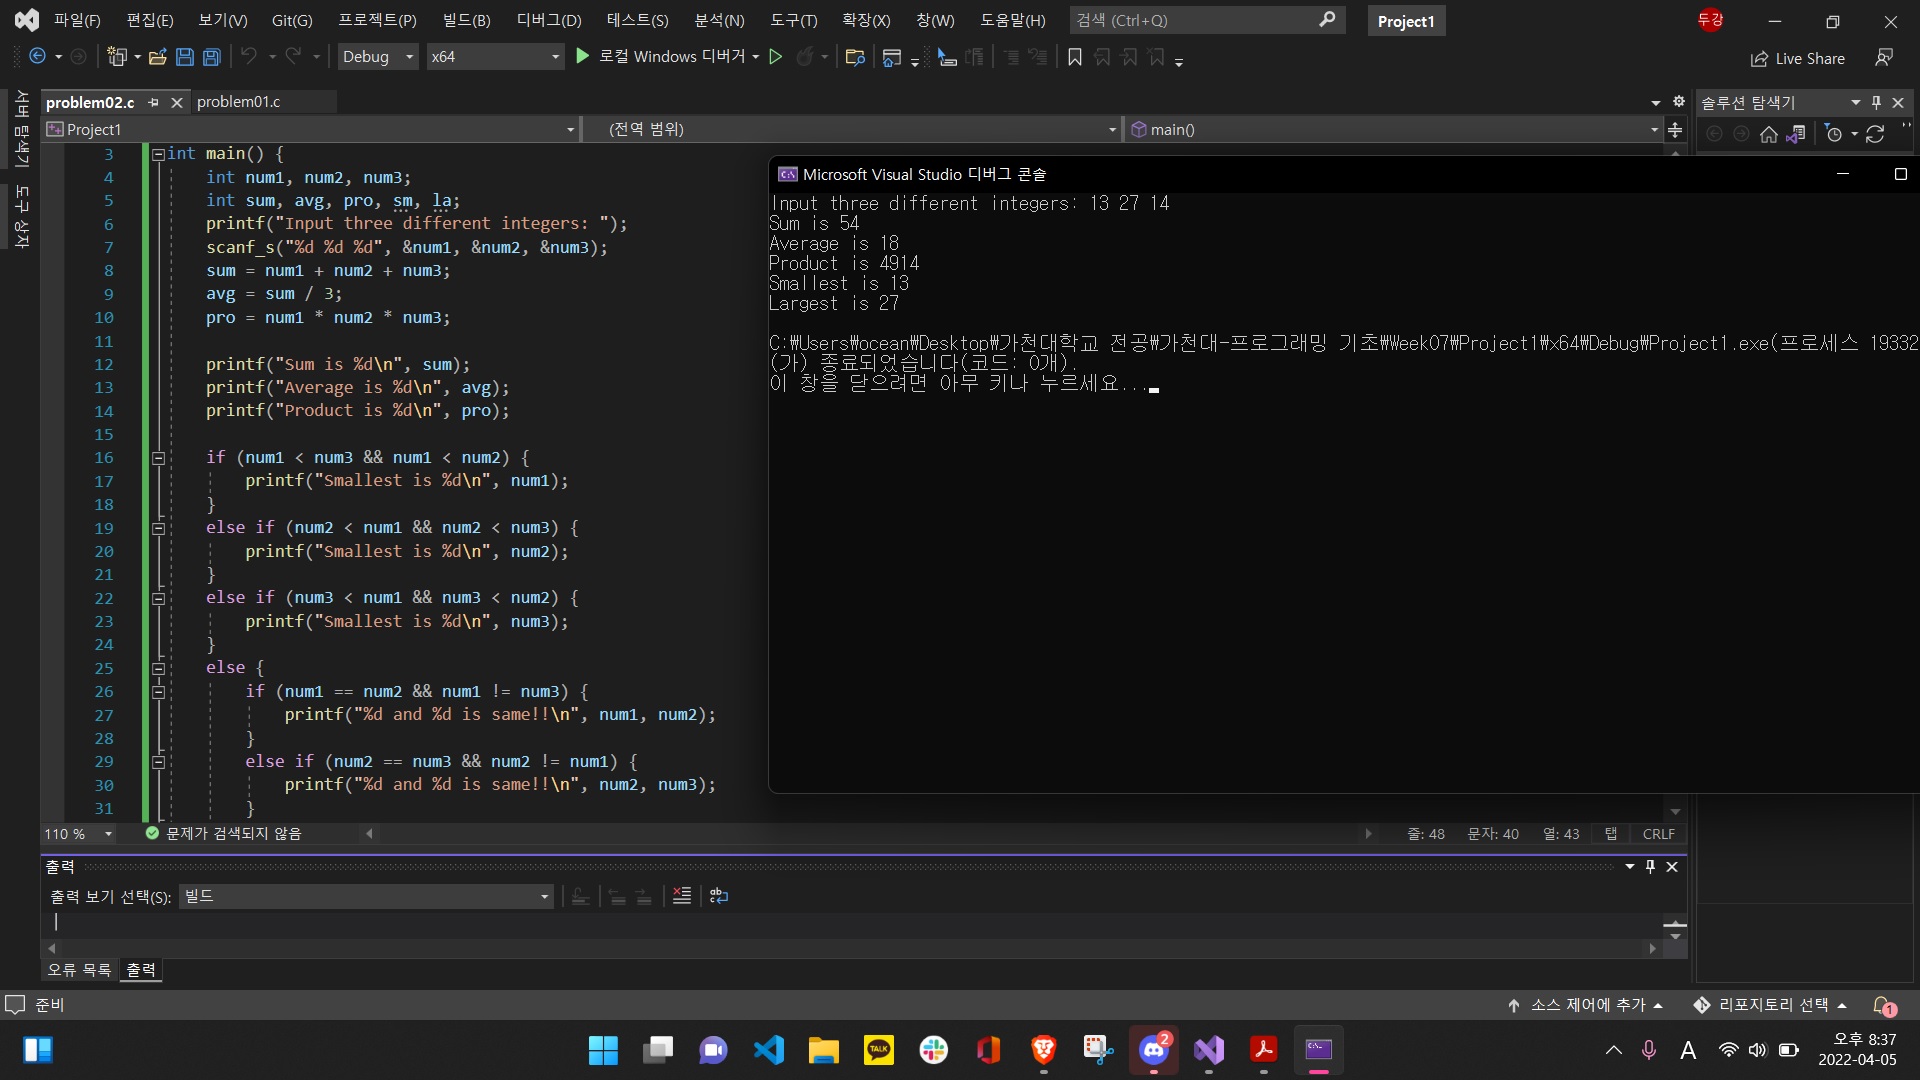 파일(F) 편집(E) 보기(V) Git(G) 프로젝트(P) 빌드(B) 디버그(D) 테스트(S) 분석(N) 도구(T) 확장(X) 창(W) 도움말(H) 검색 (Ctrl+Q) Project1 두강
Debug x64 로컬 Windows 디버거 Live Share
서버 탐색기
도구 상자
problem02.c problem01.c
솔루션 탐색기
Project1 (전역 범위) main()
3 int main() {
4 int num1, num2, num3;
5 int sum, avg, pro, sm, la;
6 printf("Input three different integers: ");
7 scanf_s("%d %d %d", &num1, &num2, &num3);
8 sum = num1 + num2 + num3;
9 avg = sum / 3;
10 pro = num1 * num2 * num3;
11
12 printf("Sum is %d\n", sum);
13 printf("Average is %d\n", avg);
14 printf("Product is %d\n", pro);
15
16 if (num1 < num3 && num1 < num2) {
17 printf("Smallest is %d\n", num1);
18 }
19 else if (num2 < num1 && num2 < num3) {
20 printf("Smallest is %d\n", num2);
21 }
22 else if (num3 < num1 && num3 < num2) {
23 printf("Smallest is %d\n", num3);
24 }
25 else {
26 if (num1 == num2 && num1 != num3) {
27 printf("%d and %d is same!!\n", num1, num2);
28 }
29 else if (num2 == num3 && num2 != num1) {
30 printf("%d and %d is same!!\n", num2, num3);
31 }
Microsoft Visual Studio 디버그 콘솔
Input three different integers: 13 27 14
Sum is 54
Average is 18
Product is 4914
Smallest is 13
Largest is 27
C:₩Users₩ocean₩Desktop₩가천대학교 전공₩가천대-프로그래밍 기초₩Week07₩Project1₩x64₩Debug₩Project1.exe(프로세스 19332
(가) 종료되었습니다(코드: 0개).
이 창을 닫으려면 아무 키나 누르세요...
110 % 문제가 검색되지 않음 줄: 48 문자: 40 열: 43 탭 CRLF
출력
출력 보기 선택(S): 빌드
오류 목록 출력
준비 소스 제어에 추가 리포지토리 선택 1
TALK 2 A 오후 8:37
2022-04-05